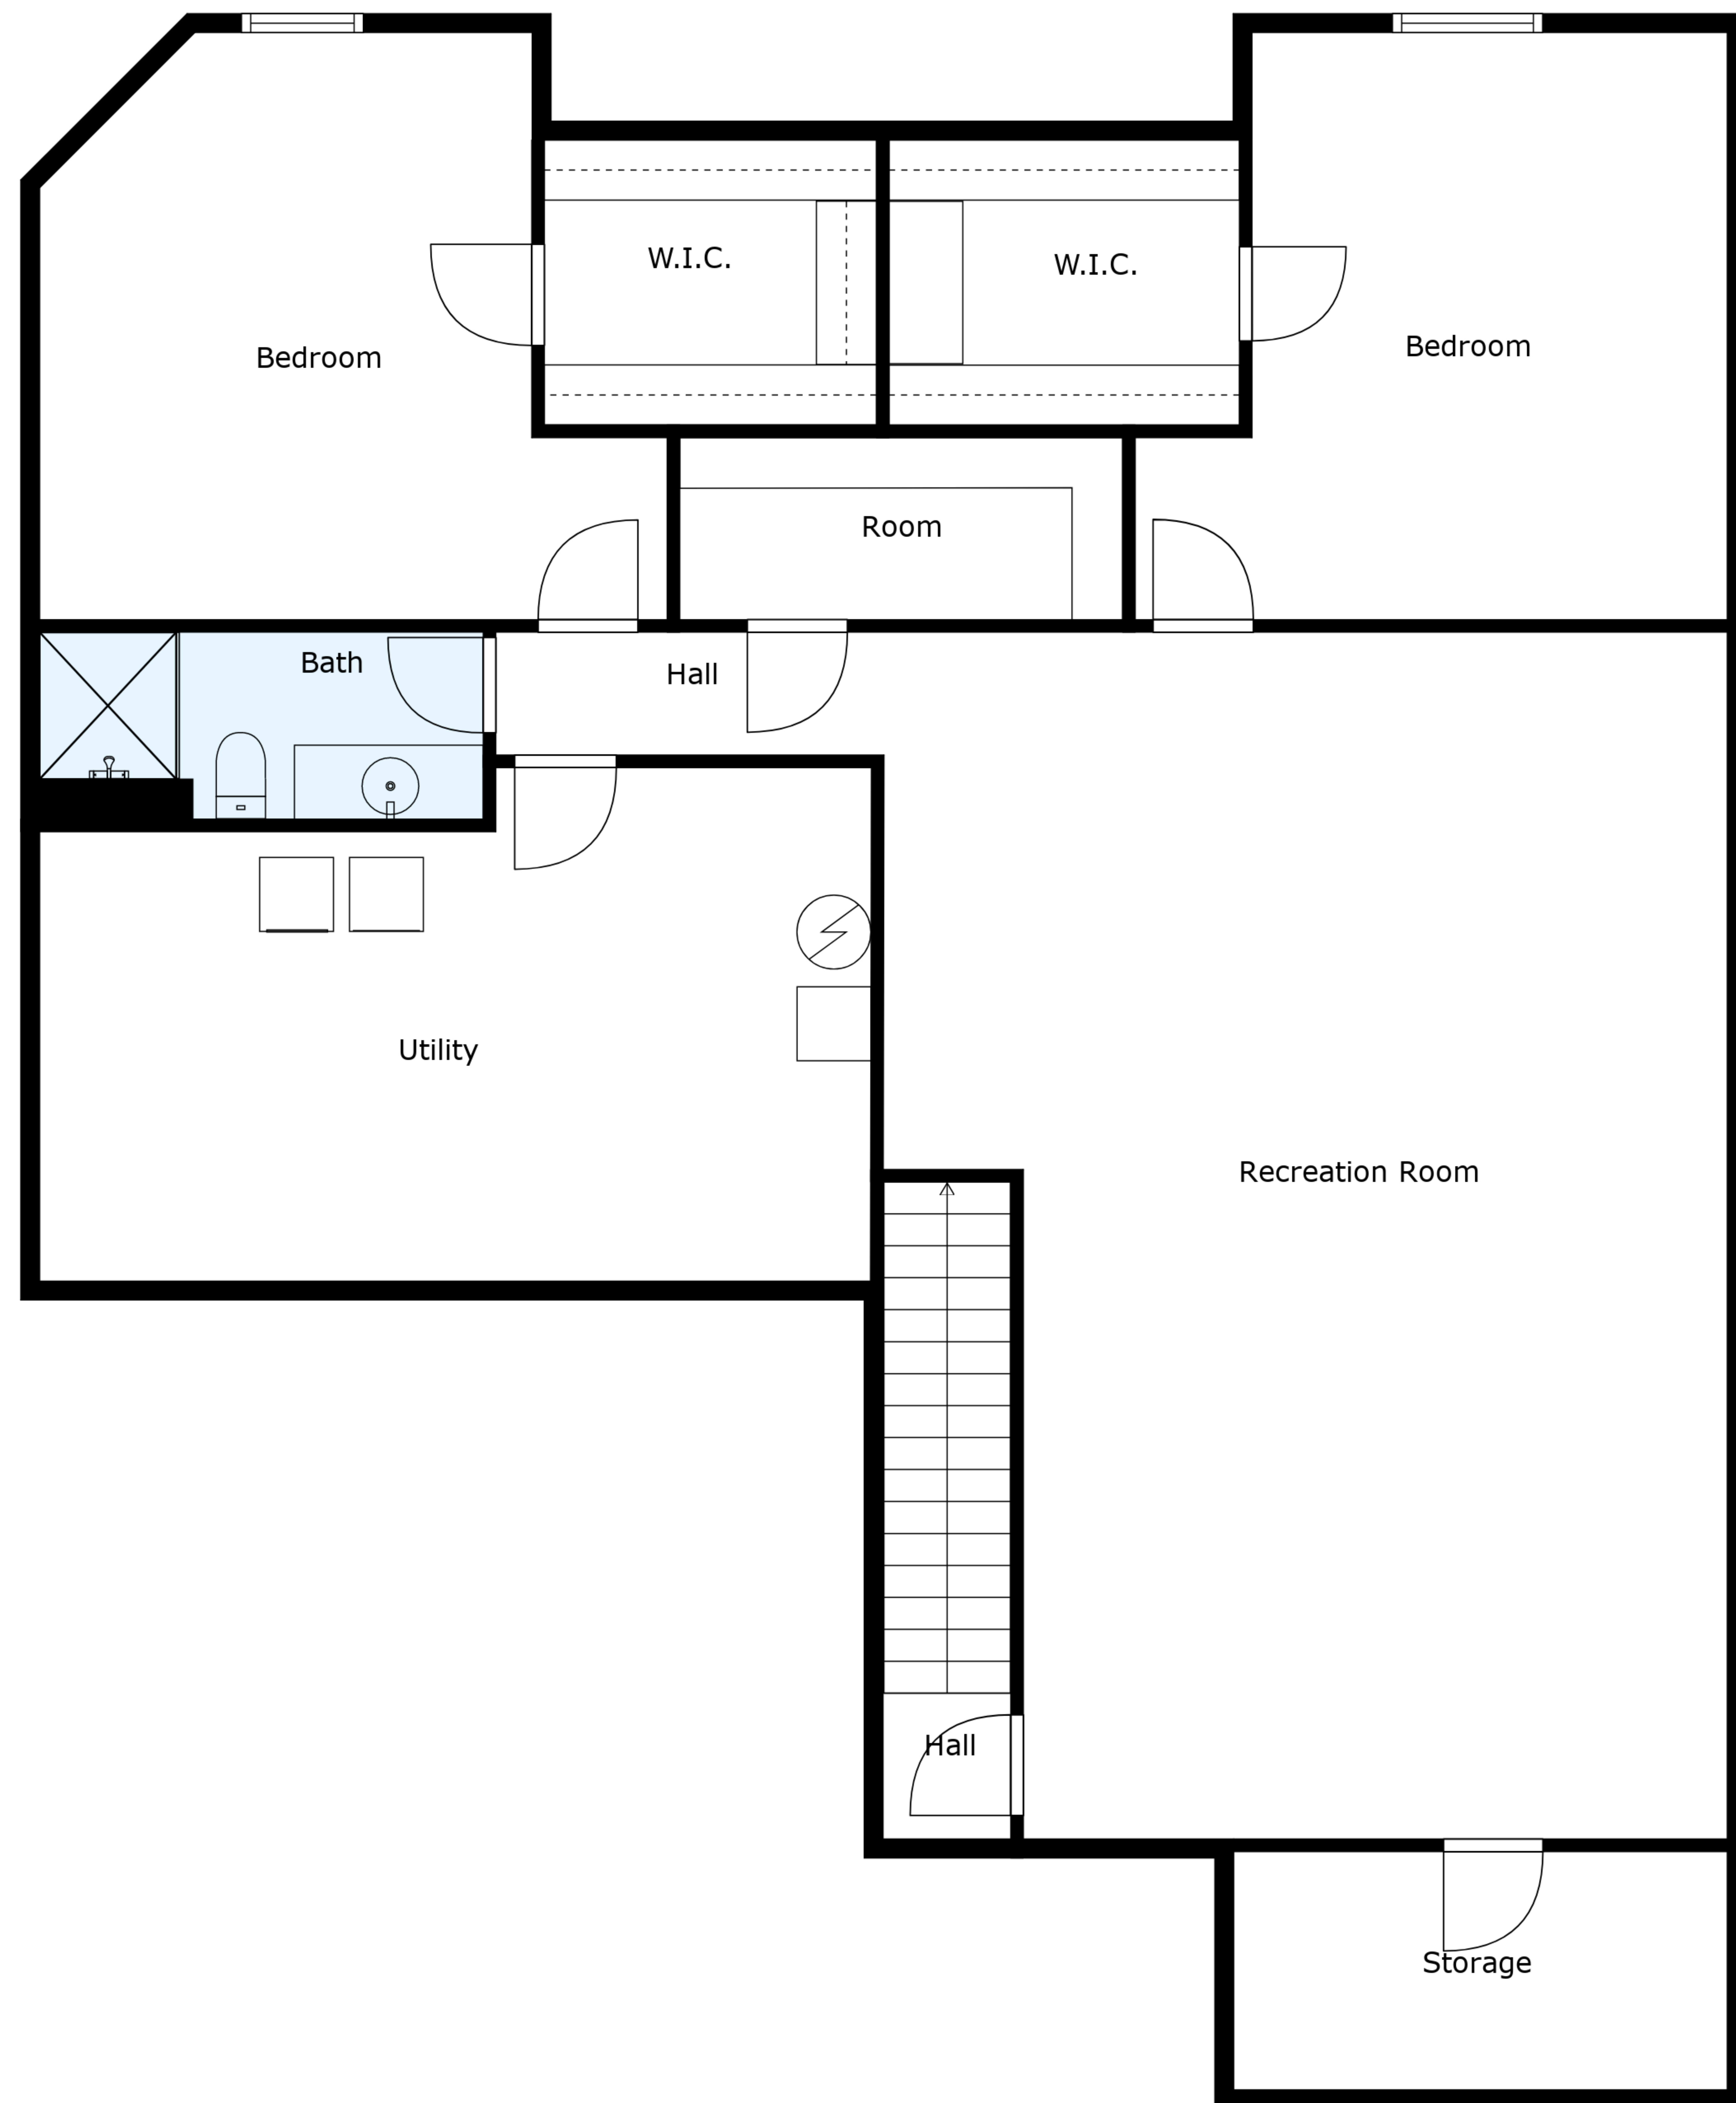 W.I.C.
W.I.C.
Bedroom
Bedroom
Room
Bath
Hall
Utility
Recreation Room
Hall
Storage